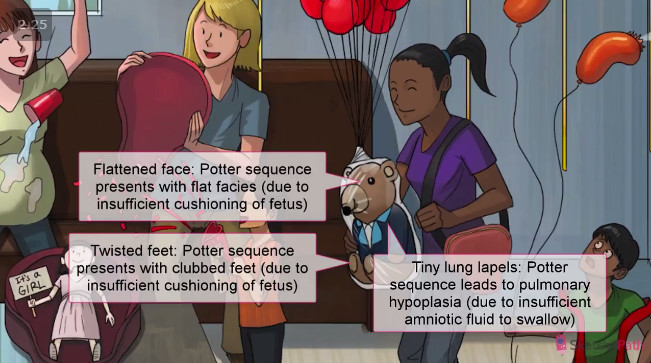 2:25
Flattened face: Potter sequence
presents with flat facies (due to
insufficient cushioning of fetus)
Twisted feet: Potter sequence
presents with clubbed feet (due to
insufficient cushioning of fetus)
Tiny lung lapels: Potter
sequence leads to pulmonary
hypoplasia (due to insufficient
amniotic fluid to swallow)
It's a
GIRL